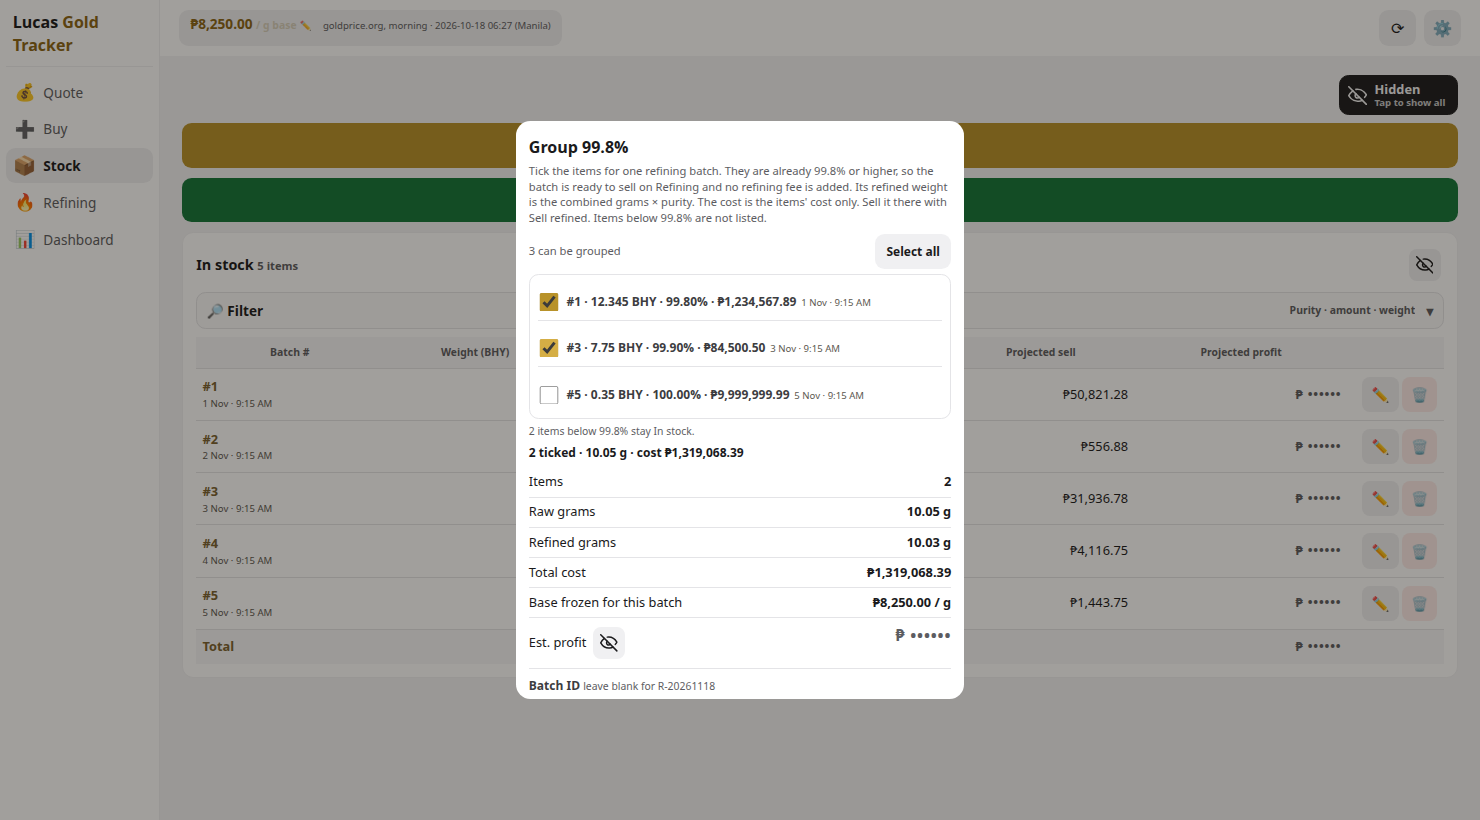 Lucas Gold
Tracker
₱8,250.00 / g base ✏️ goldprice.org, morning · 2026-10-18 06:27 (Manila)
💰 Quote
➕ Buy
📦 Stock
🔥 Refining
📊 Dashboard
Hidden
Tap to show all
In stock 5 items
🔎 Filter
Purity · amount · weight ▼
Batch # Weight (BHY) Projected sell Projected profit
#1
1 Nov · 9:15 AM
₱50,821.28 ₱ ••••••
#2
2 Nov · 9:15 AM
₱556.88 ₱ ••••••
#3
3 Nov · 9:15 AM
₱31,936.78 ₱ ••••••
#4
4 Nov · 9:15 AM
₱4,116.75 ₱ ••••••
#5
5 Nov · 9:15 AM
₱1,443.75 ₱ ••••••
Total ₱ ••••••
Group 99.8%
Tick the items for one refining batch. They are already 99.8% or higher, so the
batch is ready to sell on Refining and no refining fee is added. Its refined weight
is the combined grams × purity. The cost is the items' cost only. Sell it there with
Sell refined. Items below 99.8% are not listed.
3 can be grouped
Select all
#1 · 12.345 BHY · 99.80% · ₱1,234,567.89 1 Nov · 9:15 AM
#3 · 7.75 BHY · 99.90% · ₱84,500.50 3 Nov · 9:15 AM
#5 · 0.35 BHY · 100.00% · ₱9,999,999.99 5 Nov · 9:15 AM
2 items below 99.8% stay In stock.
2 ticked · 10.05 g · cost ₱1,319,068.39
Items 2
Raw grams 10.05 g
Refined grams 10.03 g
Total cost ₱1,319,068.39
Base frozen for this batch ₱8,250.00 / g
Est. profit ₱ ••••••
Batch ID leave blank for R-20261118